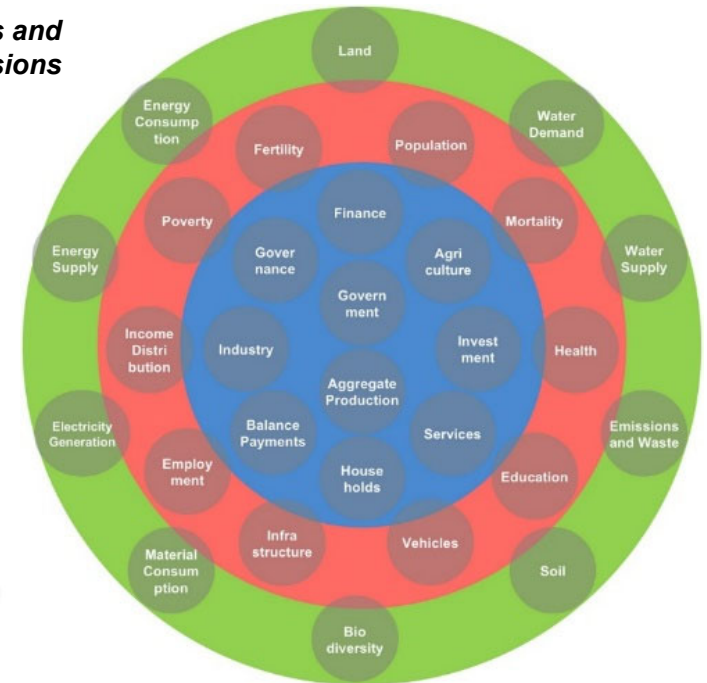 s and
sions
Land
Energy
Consump
tion
Water
Demand
Fertility
Population
Poverty
Finance
Mortality
Energy
Supply
Gover
nance
Agri
culture
Water
Supply
Govern
ment
Income
Distri
bution
Industry
Invest
ment
Health
Aggregate
Production
Electricity
Generation
Balance
Payments
Services
Emissions
and Waste
Employ
ment
House
holds
Education
Infra
structure
Vehicles
Material
Consum
ption
Soil
Bio
diversity